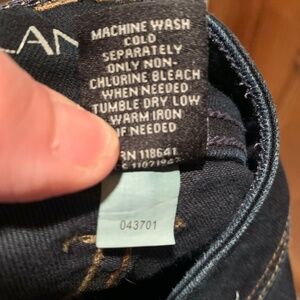 LAN
MACHINE WASH
COLD
SEPARATELY
ONLY NON-
CHLORINE BLEACH
WHEN NEEDED
TUMBLE DRY LOW
WARM IRON
IF NEEDED
RN 118641
043701